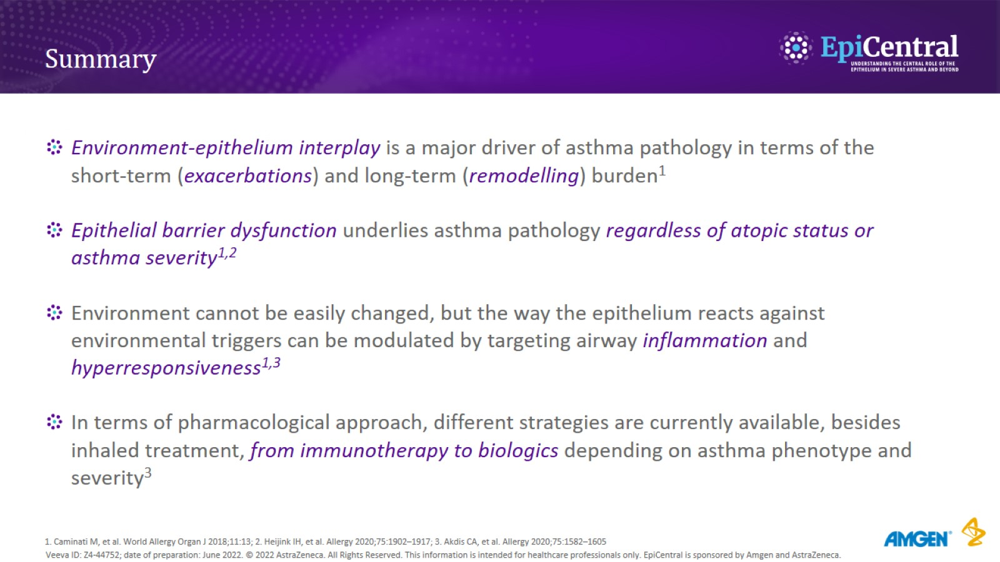 Summary
EpiCentral
UNDERSTANDING THE CENTRAL ROLE OF THE
EPITHELIUM IN SEVERE ASTHMA AND BEYOND
Environment-epithelium interplay is a major driver of asthma pathology in terms of the
short-term (exacerbations) and long-term (remodelling) burden¹
Epithelial barrier dysfunction underlies asthma pathology regardless of atopic status or
asthma severity¹,²
Environment cannot be easily changed, but the way the epithelium reacts against
environmental triggers can be modulated by targeting airway inflammation and
hyperresponsiveness¹,³
In terms of pharmacological approach, different strategies are currently available, besides
inhaled treatment, from immunotherapy to biologics depending on asthma phenotype and
severity³
1. Caminati M, et al. World Allergy Organ J 2018;11:13; 2. Heijink IH, et al. Allergy 2020;75:1902–1917; 3. Akdis CA, et al. Allergy 2020;75:1582–1605
Veeva ID: Z4-44752; date of preparation: June 2022. © 2022 AstraZeneca. All Rights Reserved. This information is intended for healthcare professionals only. EpiCentral is sponsored by Amgen and AstraZeneca.
AMGEN®